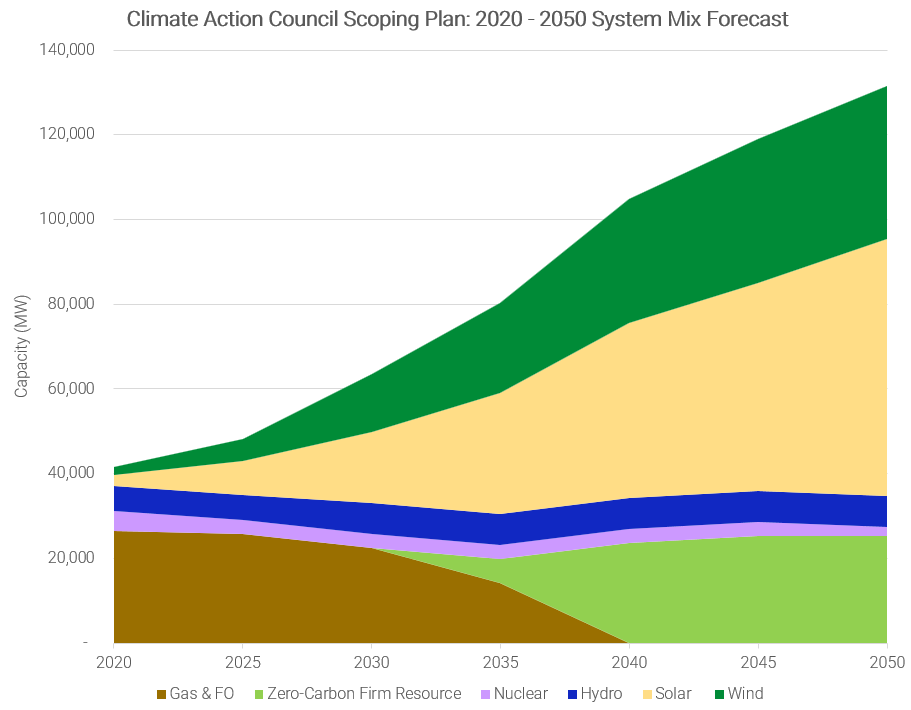 Climate Action Council Scoping Plan: 2020 - 2050 System Mix Forecast
140,000
120,000
100,000
80,000
60,000
40,000
20,000
-
Capacity (MW)
2020 2025 2030 2035 2040 2045 2050
Gas & FO Zero-Carbon Firm Resource Nuclear Hydro Solar Wind